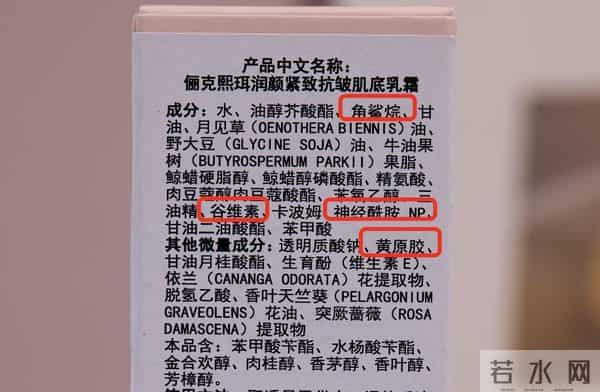 产品中文名称：
俪克熙珥润颜紧致抗皱肌底乳霜
成分：水、油醇芥酸酯、角鲨烷、甘
油、月见草（OENOTHERA BIENNIS）油、
野大豆（GLYCINE SOJA）油、牛油果
树（BUTYROSPERMUM PARKII）果脂、
鲸蜡硬脂醇、鲸蜡醇磷酸酯、精氨酸、
肉豆蔻醇肉豆蔻酸酯、苯氧乙醇、三
油精、谷维素、卡波姆、神经酰胺 NP、
甘油二油酸酯、苯甲酸
其他微量成分：透明质酸钠、黄原胶、
甘油月桂酸酯、生育酚（维生素E）、
依兰（CANANGA ODORATA）花提取物、
脱氢乙酸、香叶天竺葵（PELARGONIUM
GRAVEOLENS）花油、突厥蔷薇（ROSA
DAMASCENA）提取物
本品含：苯甲酸苄酯、水杨酸苄酯、
金合欢醇、肉桂醇、香茅醇、香叶醇、
芳樟醇。
若水网